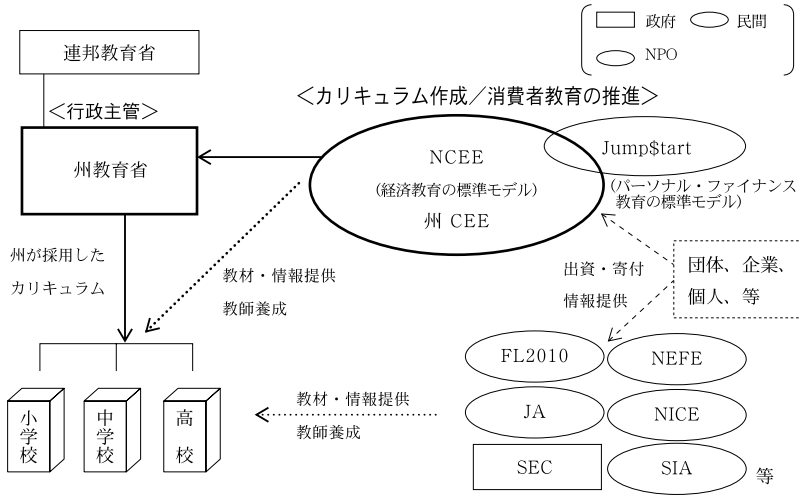 政府
民間
NPO
連邦教育省
＜カリキュラム作成／消費者教育の推進＞
＜行政主管＞
州教育省
NCEE
(経済教育の標準モデル)
州 CEE
Jump$tart
(パーソナル・ファイナンス
教育の標準モデル)
州が採用した
カリキュラム
教材・情報提供
教師養成
出資・寄付
情報提供
団体、企業、
個人、等
FL2010
NEFE
JA
NICE
SEC
SIA
等
教材・情報提供
教師養成
小学校
中学校
高校